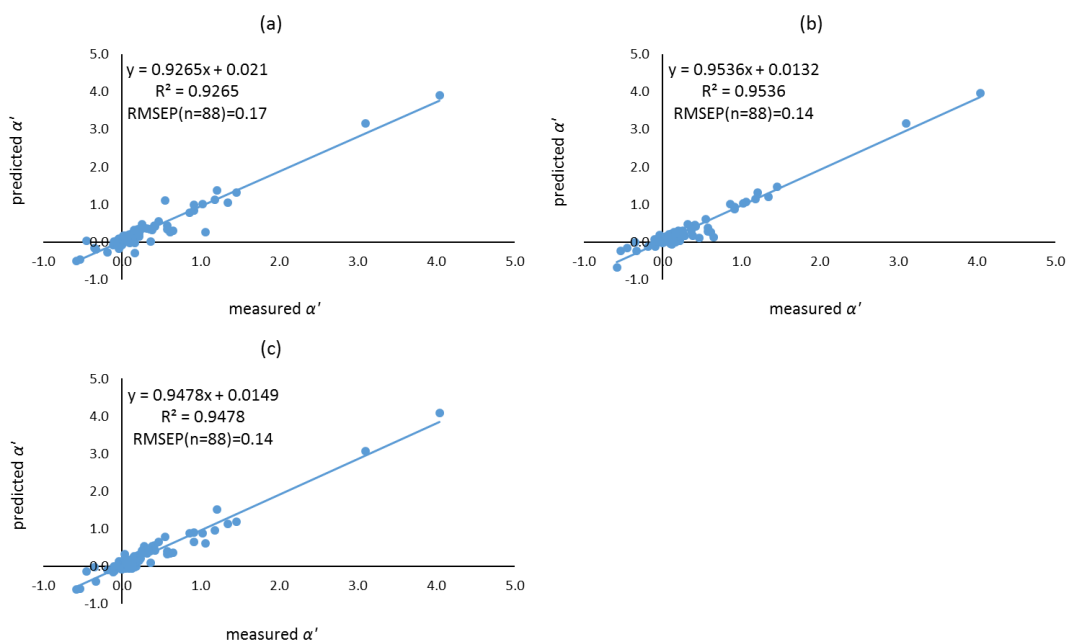 (a)
5.0
y = 0.9265x + 0.021
R² = 0.9265
RMSEP(n=88)=0.17
4.0
3.0
2.0
1.0
0.0
-1.0
-1.0 0.0 1.0 2.0 3.0 4.0 5.0
predicted α'
measured α'
(b)
5.0
y = 0.9536x + 0.0132
R² = 0.9536
RMSEP(n=88)=0.14
4.0
3.0
2.0
1.0
0.0
-1.0
-1.0 0.0 1.0 2.0 3.0 4.0 5.0
predicted α'
measured α'
(c)
5.0
y = 0.9478x + 0.0149
R² = 0.9478
RMSEP(n=88)=0.14
4.0
3.0
2.0
1.0
0.0
-1.0
-1.0 0.0 1.0 2.0 3.0 4.0 5.0
predicted α'
measured α'